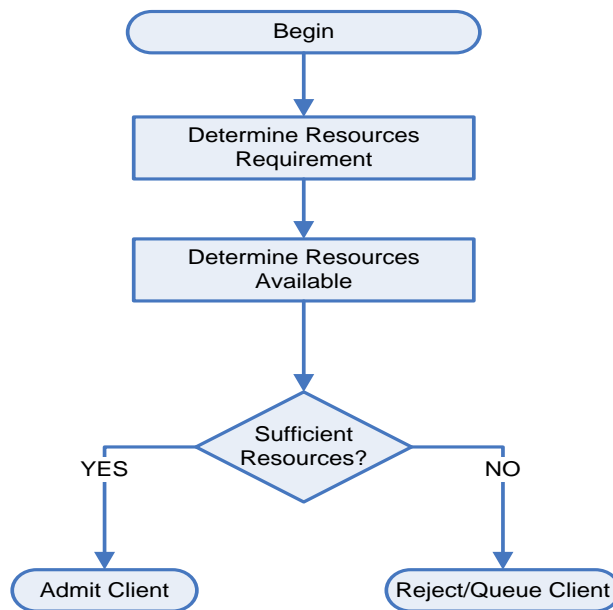 Begin
Determine Resources
Requirement
Determine Resources
Available
Sufficient
Resources?
YES
NO
Admit Client
Reject/Queue Client